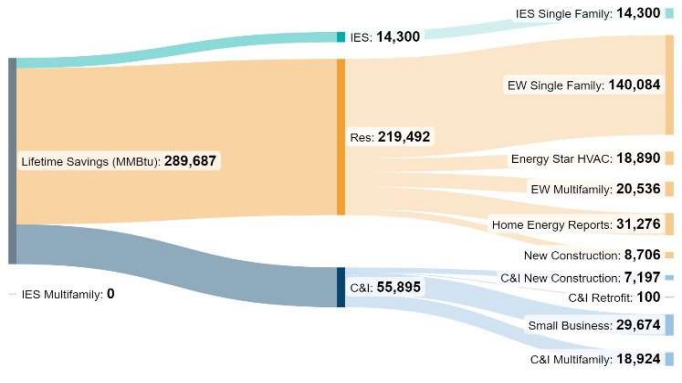 IES Single Family: 14,300
IES: 14,300
EW Single Family: 140,084
Res: 219,492
Lifetime Savings (MMBtu): 289,687
Energy Star HVAC: 18,890
EW Multifamily: 20,536
Home Energy Reports: 31,276
New Construction: 8,706
C&I New Construction: 7,197
C&I: 55,895
IES Multifamily: 0
C&I Retrofit: 100
Small Business: 29,674
C&I Multifamily: 18,924